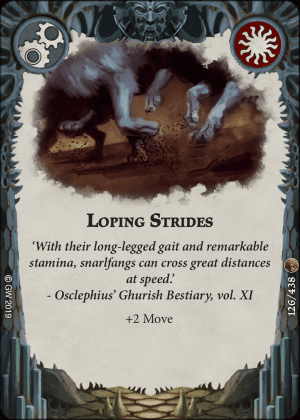 LOPING STRIDES
‘With their long-legged gait and remarkable
stamina, snarlfangs can cross great distances
at speed.’
- Osclephius’ Ghurish Bestiary, vol. XI
+2 Move
© GW 2019
126/438